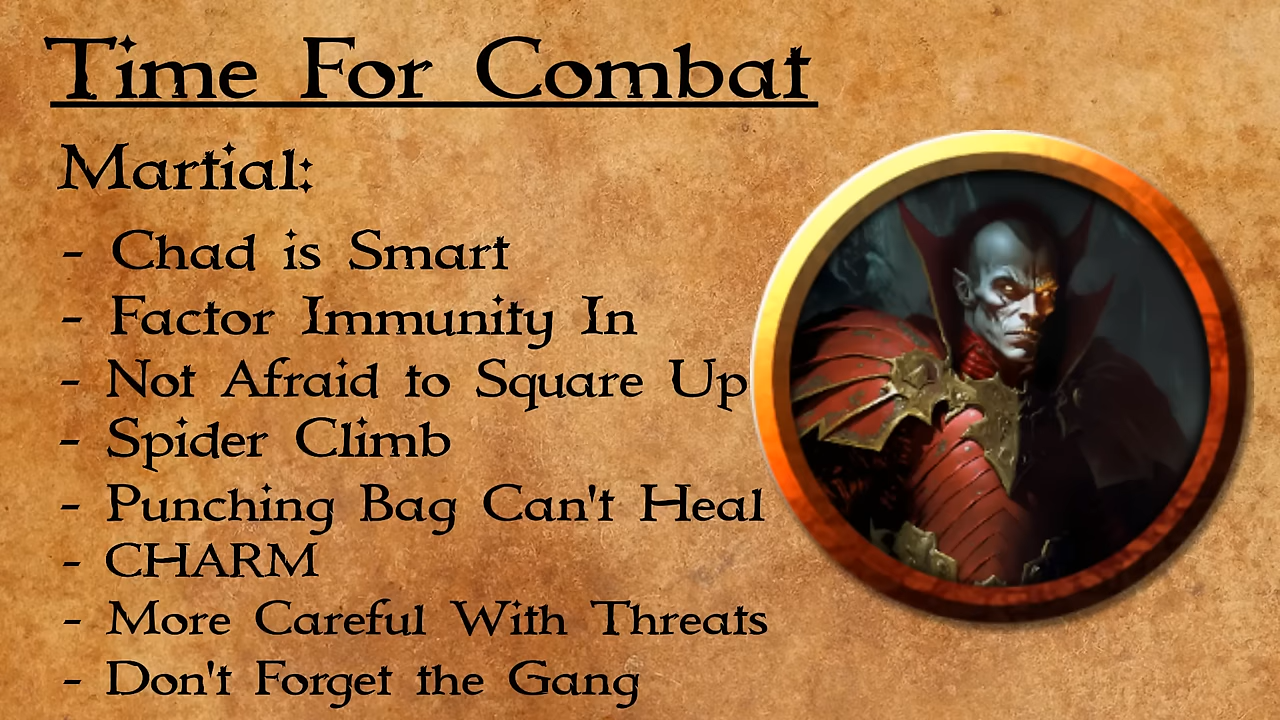 Time For Combat
Martial:
- Chad is Smart
- Factor Immunity In
- Not Afraid to Square Up
- Spider Climb
- Punching Bag Can't Heal
- CHARM
- More Careful With Threats
- Don't Forget the Gang